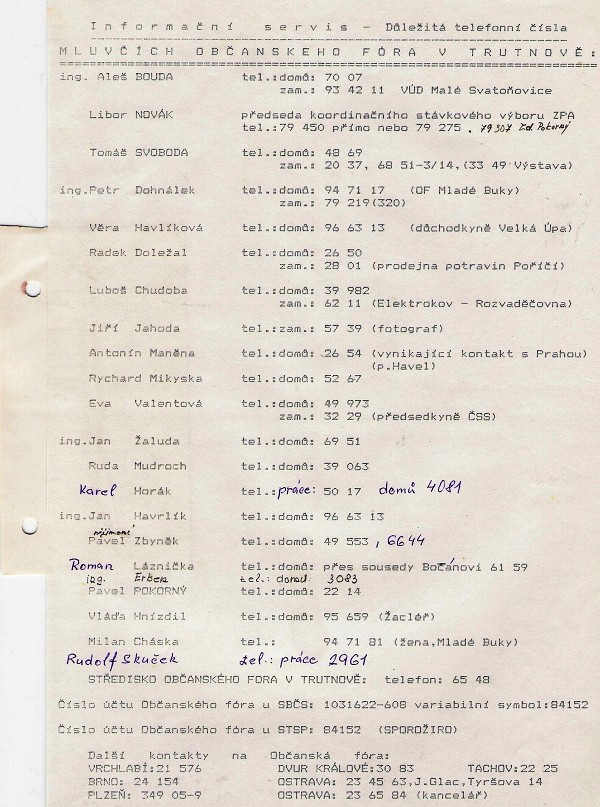 Informační servis - Důležitá telefonní čísla
MLUVČÍCH OBČANSKEHO FÓRA V TRUTNOVĚ:
ing. Aleš BOUDA tel.:domů: 70 07
zam.: 93 42 11 VÚD Malé Svatoňovice
Libor NOVÁK předseda koordinačního stávkového výboru ZPA
tel.:79 450 přímo nebo 79 275 , 79 307 Zd. Pokorný
Tomáš SVOBODA tel.:domů: 48 69
zam.: 20 37, 68 51-3/14,(33 49 Výstava)
ing.Petr Dohnálek tel.:domů: 94 71 17 (OF Mladé Buky)
zam.: 79 219(320)
Věra Havlíková tel.:domů: 96 63 13 (důchodkyně Velká Úpa)
Radek Doležal tel.:domů: 26 50
zam.: 28 01 (prodejna potravin Poříčí)
Luboš Chudoba tel.:domů: 39 982
zam.: 62 11 (Elektrokov - Rozvaděčovna)
Jiří Jahoda tel.:zam.: 57 39 (fotograf)
Antonín Maněna tel.:domů: 26 54 (vynikající kontakt s Prahou)
(p.Havel)
Rychard Mikyska tel.:domů: 52 67
Eva Valentová tel.:domů: 49 973
zam.: 32 29 (předsedkyně ČSS)
ing.Jan Žaluda tel.:domů: 69 51
Ruda Mudroch tel.:domů: 39 063
Karel Horák tel.:práce: 50 17 domů 4081
ing.Jan Havrlík tel.:domů: 96 63 13
Pavel Zbyněk tel.:domů: 49 553 , 6644
Roman Láznička tel.:domů: přes sousedy Bočánovi 61 59
ing. Erben tel.: domů: 3083
Pavel POKORNÝ tel.:domů: 22 14
Vláďa Hnízdil tel.:domů: 95 659 (Žacléř)
Milan Cháska tel.: 94 71 81 (žena,Mladé Buky)
Rudolf Skuček tel.: práce 2961
STŘEDISKO OBČANSKÉHO FORA V TRUTNOVĚ: telefon: 65 48
Číslo účtu Občanského fóra u SBČS: 1031622-608 variabilní symbol:84152
Číslo účtu Občanského fóra u STSP: 84152 (SPOROŽIRO)
Další kontakty na Občanská fóra:
VRCHLABÍ:21 576 DVUR KRÁLOVÉ:30 83 TACHOV:22 25
BRNO: 24 154 OSTRAVA: 23 45 63,J.Glac,Tyršova 14
PLZEŇ: 349 05-9 OSTRAVA: 23 65 84 (kancelář)